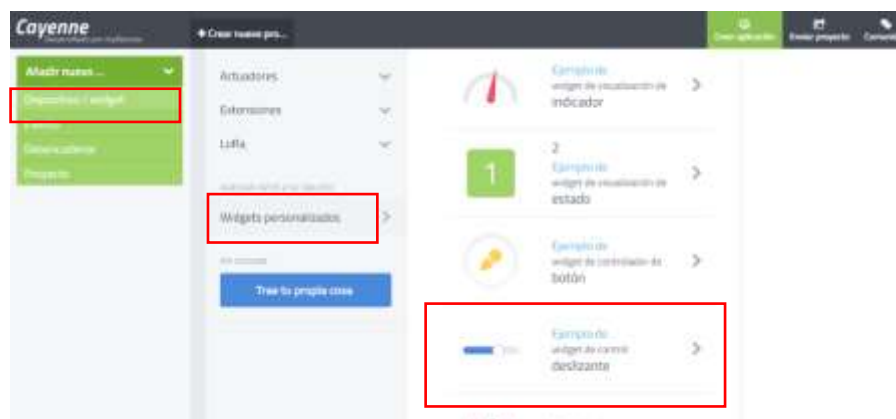 Cayenne
+ Crear nuevo pro...
Crear aplicación
Enviar proyecto
Añadir nuevo ...
Dispositivo / widget
Evento
Desencadenante
Proyecto
Actuadores
Extensiones
LoRa
Widgets personalizados
Trae tu propia cosa
Ejemplo de
widget de visualización de
indicador
1
2
Ejemplo de
widget de visualización de
estado
Ejemplo de
widget de controlador de
botón
Ejemplo de
widget de control
deslizante